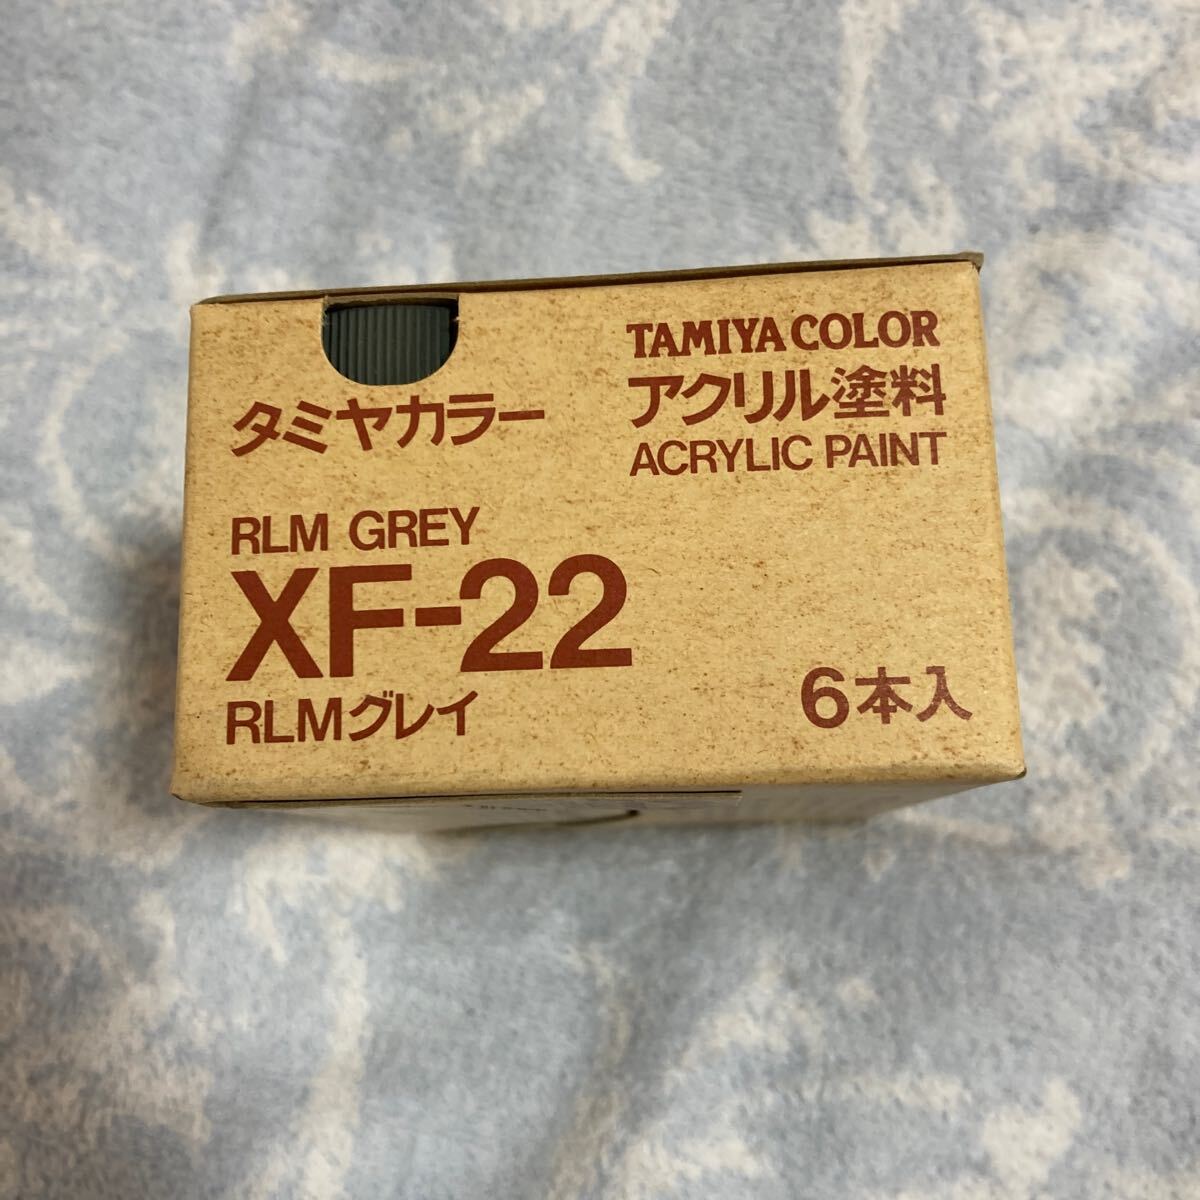 タミヤカラー
TAMIYA COLOR
アクリル塗料
ACRYLIC PAINT
RLM GREY
XF-22
RLMグレイ
6本入